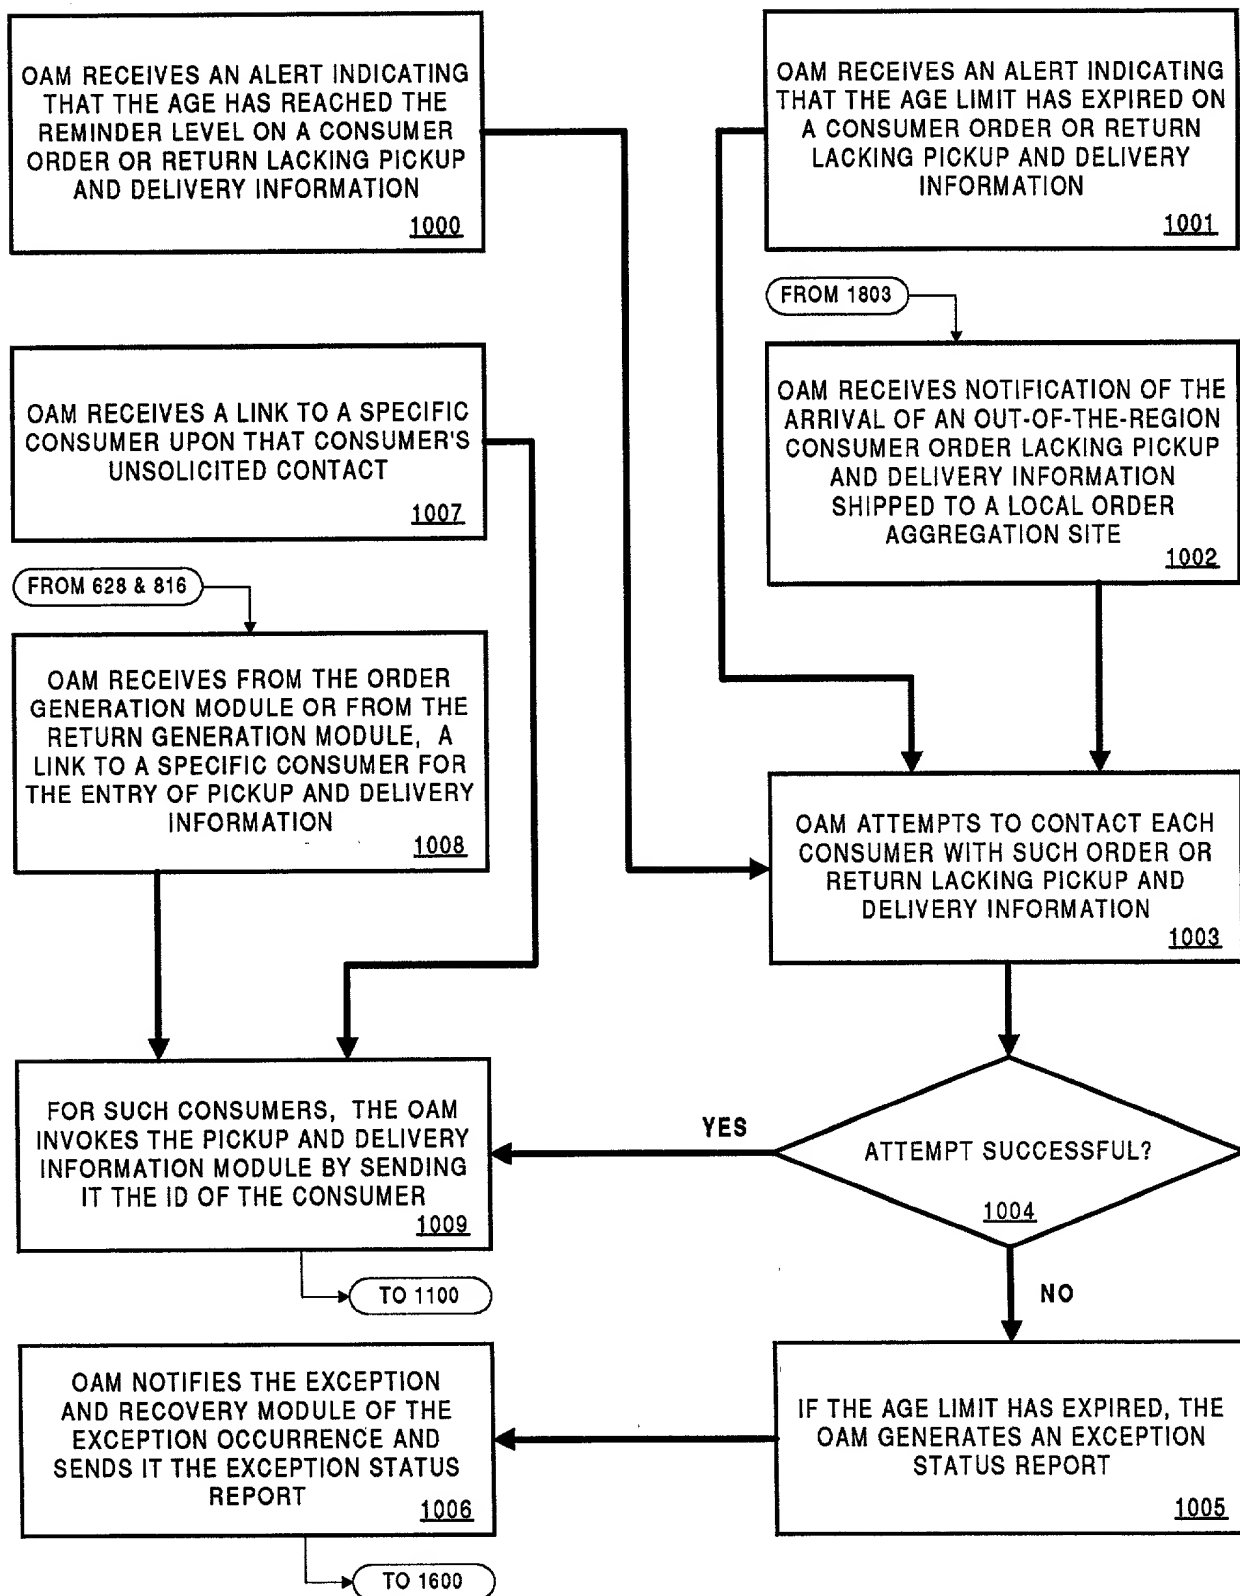 OAM RECEIVES AN ALERT INDICATING
THAT THE AGE HAS REACHED THE
REMINDER LEVEL ON A CONSUMER
ORDER OR RETURN LACKING PICKUP
AND DELIVERY INFORMATION
1000
OAM RECEIVES AN ALERT INDICATING
THAT THE AGE LIMIT HAS EXPIRED ON
A CONSUMER ORDER OR RETURN
LACKING PICKUP AND DELIVERY
INFORMATION
1001
FROM 1803
OAM RECEIVES A LINK TO A SPECIFIC
CONSUMER UPON THAT CONSUMER'S
UNSOLICITED CONTACT
1007
OAM RECEIVES NOTIFICATION OF THE
ARRIVAL OF AN OUT-OF-THE-REGION
CONSUMER ORDER LACKING PICKUP
AND DELIVERY INFORMATION
SHIPPED TO A LOCAL ORDER
AGGREGATION SITE
1002
FROM 628 & 816
OAM RECEIVES FROM THE ORDER
GENERATION MODULE OR FROM THE
RETURN GENERATION MODULE, A
LINK TO A SPECIFIC CONSUMER FOR
THE ENTRY OF PICKUP AND DELIVERY
INFORMATION
1008
OAM ATTEMPTS TO CONTACT EACH
CONSUMER WITH SUCH ORDER OR
RETURN LACKING PICKUP AND
DELIVERY INFORMATION
1003
FOR SUCH CONSUMERS, THE OAM
INVOKES THE PICKUP AND DELIVERY
INFORMATION MODULE BY SENDING
IT THE ID OF THE CONSUMER
1009
YES
ATTEMPT SUCCESSFUL?
1004
TO 1100
NO
OAM NOTIFIES THE EXCEPTION
AND RECOVERY MODULE OF THE
EXCEPTION OCCURRENCE AND
SENDS IT THE EXCEPTION STATUS
REPORT
1006
IF THE AGE LIMIT HAS EXPIRED, THE
OAM GENERATES AN EXCEPTION
STATUS REPORT
1005
TO 1600